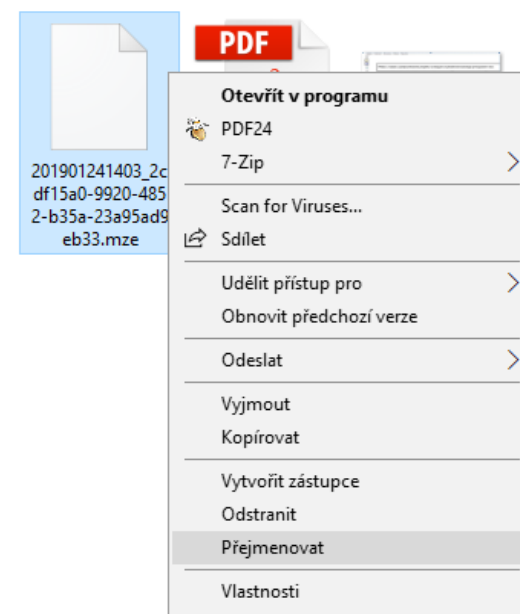 PDF
Otevřít v programu
PDF24
7-Zip
Scan for Viruses...
Sdílet
Udělit přístup pro
Obnovit předchozí verze
Odeslat
Vyjmout
Kopírovat
Vytvořit zástupce
Odstranit
Přejmenovat
Vlastnosti
201901241403_2c
df15a0-9920-485
2-b35a-23a95ad9
eb33.mze